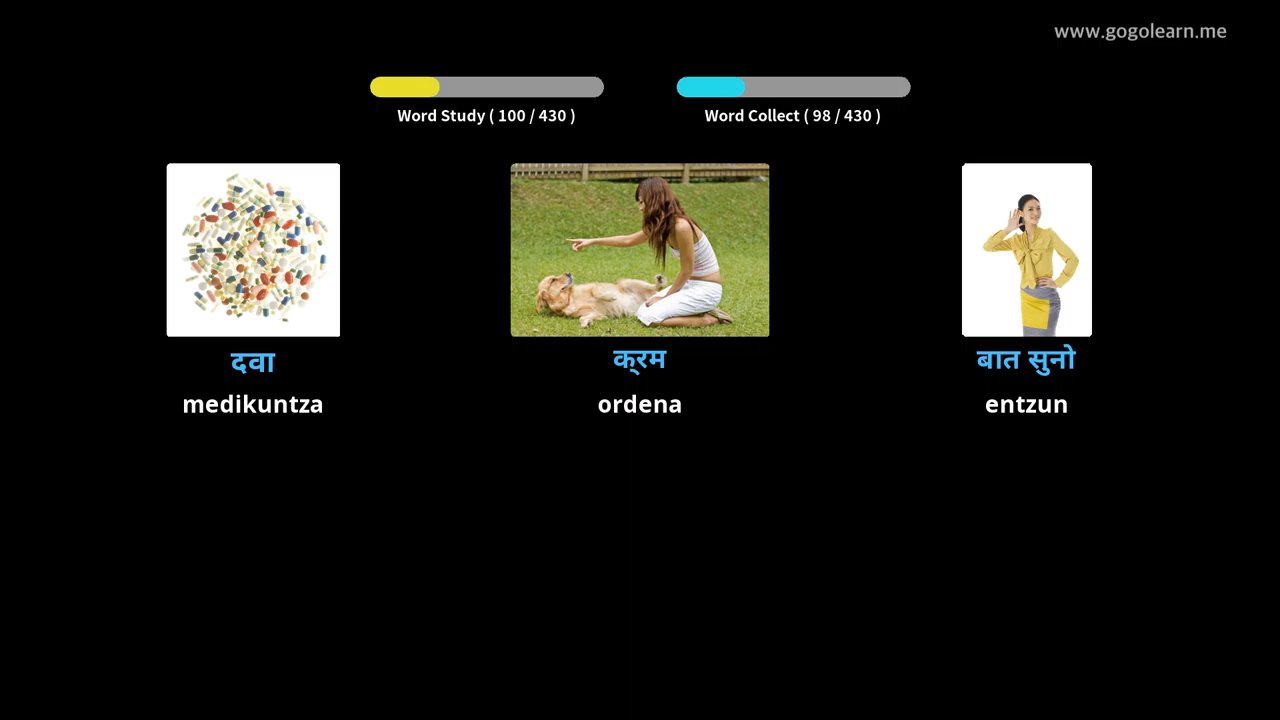 www.gogolearn.me
Word Study ( 100 / 430 )
Word Collect ( 98 / 430 )
दवा
क्रम
बात सुनो
medikuntza
ordena
entzun